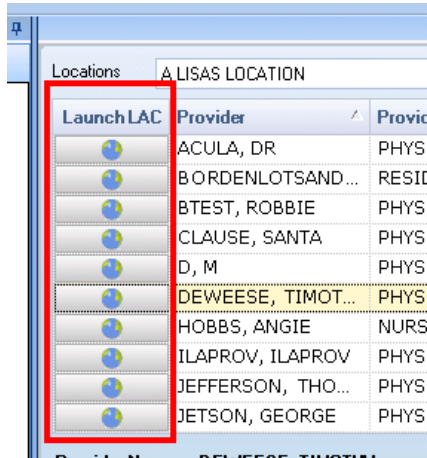 Locations A LISAS LOCATION
Launch LAC Provider Provid
ACULA, DR PHYS
BORDENLOTSAND... RESID
BTEST, ROBBIE PHYS
CLAUSE, SANTA PHYS
D, M PHYS
DEWEESE, TIMOT... PHYS
HOBBS, ANGIE NURS
ILAPROV, ILAPROV PHYS
JEFFERSON, THO... PHYS
JETSON, GEORGE PHYS